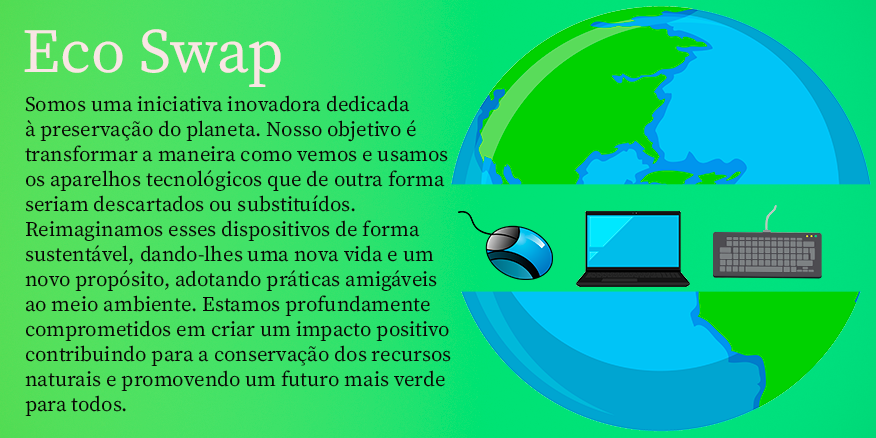 Eco Swap
Somos uma iniciativa inovadora dedicada
à preservação do planeta. Nosso objetivo é
transformar a maneira como vemos e usamos
os aparelhos tecnológicos que de outra forma
seriam descartados ou substituídos.
Reimaginamos esses dispositivos de forma
sustentável, dando-lhes uma nova vida e um
novo propósito, adotando práticas amigáveis
ao meio ambiente. Estamos profundamente
comprometidos em criar um impacto positivo
contribuindo para a conservação dos recursos
naturais e promovendo um futuro mais verde
para todos.